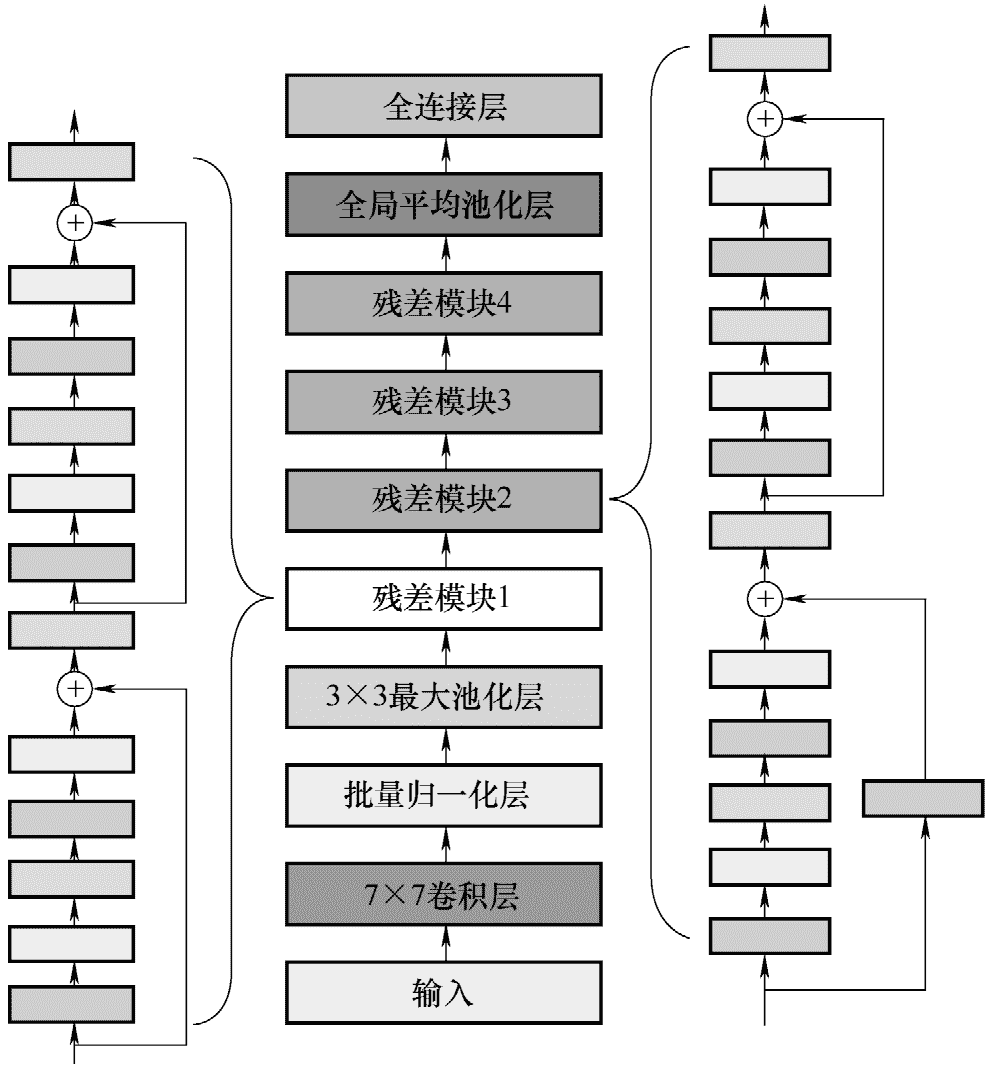 全连接层
全局平均池化层
残差模块4
残差模块3
残差模块2
残差模块1
3×3最大池化层
批量归一化层
7×7卷积层
输入